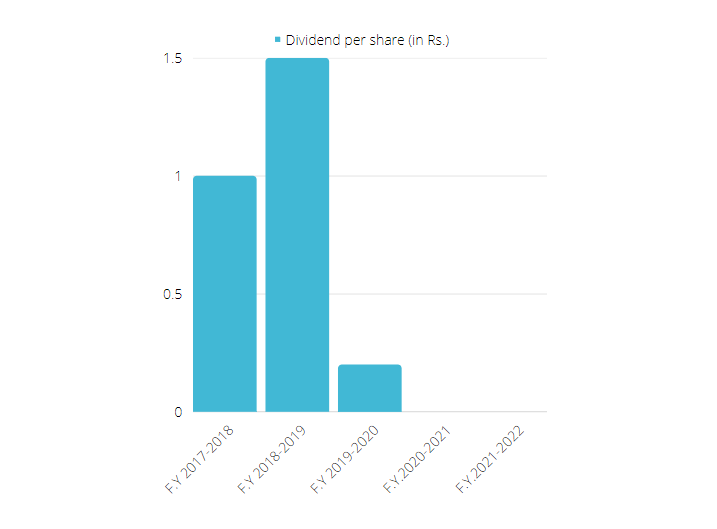 Dividend per share (in Rs.)
1.5
1
0.5
0
F.Y 2017-2018
F.Y 2018-2019
F.Y 2019-2020
F.Y.2020-2021
F.Y.2021-2022